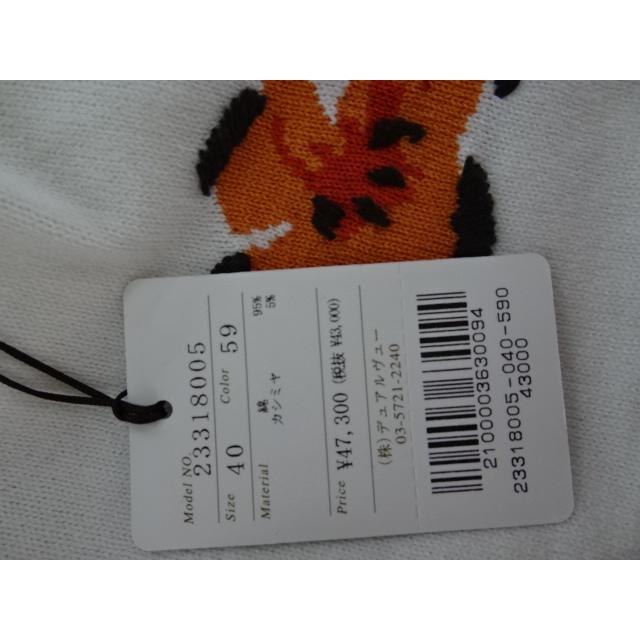 Model NO. 23318005
Size 40 Color 59
Material 綿 95%
カシミヤ 5%
Price ¥47,300 (税抜 ¥43,000)
(株)デュアルヴュー
03-5721-2240
2100003630094
23318005-040-590
43000